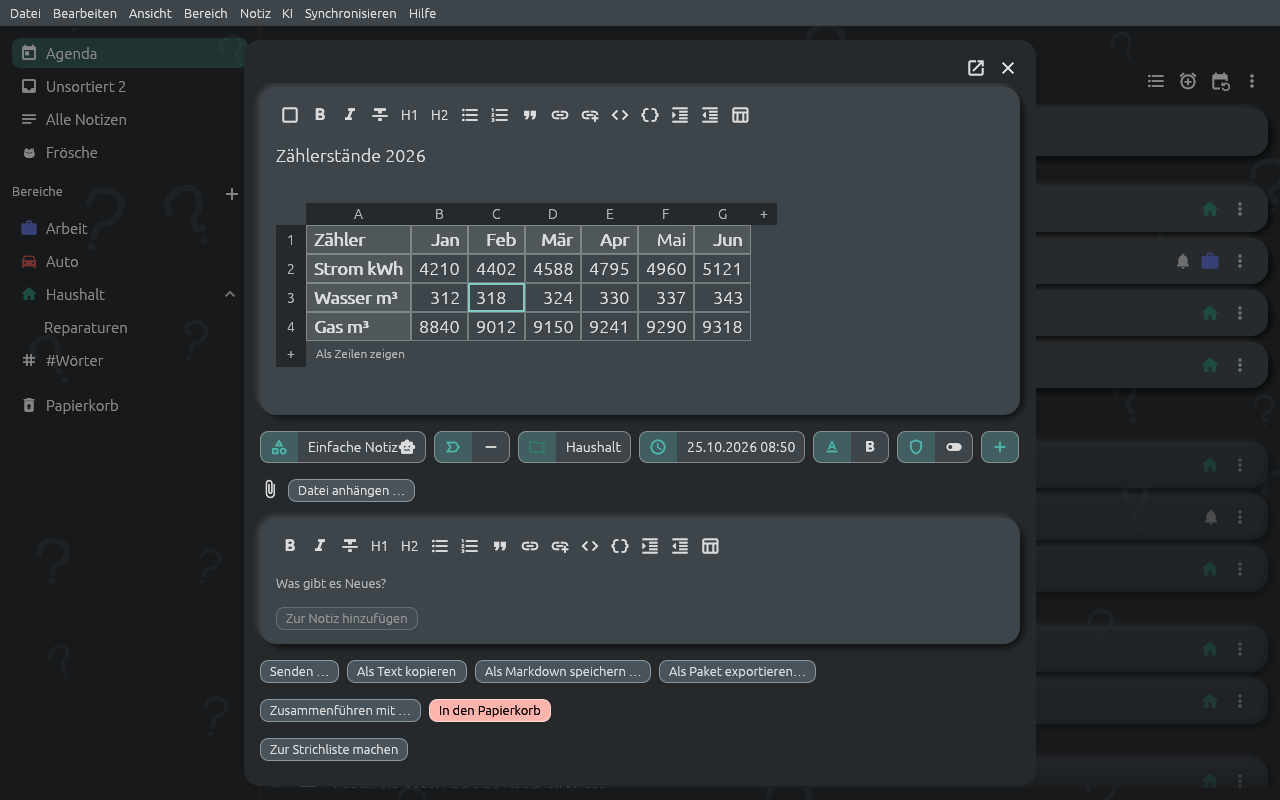 Datei Bearbeiten Ansicht Bereich Notiz KI Synchronisieren Hilfe
Agenda
Unsortiert 2
Alle Notizen
Frösche
Bereiche +
Arbeit
Auto
Haushalt
Reparaturen
#Wörter
Papierkorb
B I H1 H2
Zählerstände 2026
A B C D E F G +
1 Zähler Jan Feb Mär Apr Mai Jun
2 Strom kWh 4210 4402 4588 4795 4960 5121
3 Wasser m³ 312 318 324 330 337 343
4 Gas m³ 8840 9012 9150 9241 9290 9318
+ Als Zeilen zeigen
Einfache Notiz Haushalt 25.10.2026 08:50 A B +
Datei anhängen ...
B I H1 H2
Was gibt es Neues?
Zur Notiz hinzufügen
Senden ... Als Text kopieren Als Markdown speichern ... Als Paket exportieren...
Zusammenführen mit ... In den Papierkorb
Zur Strichliste machen